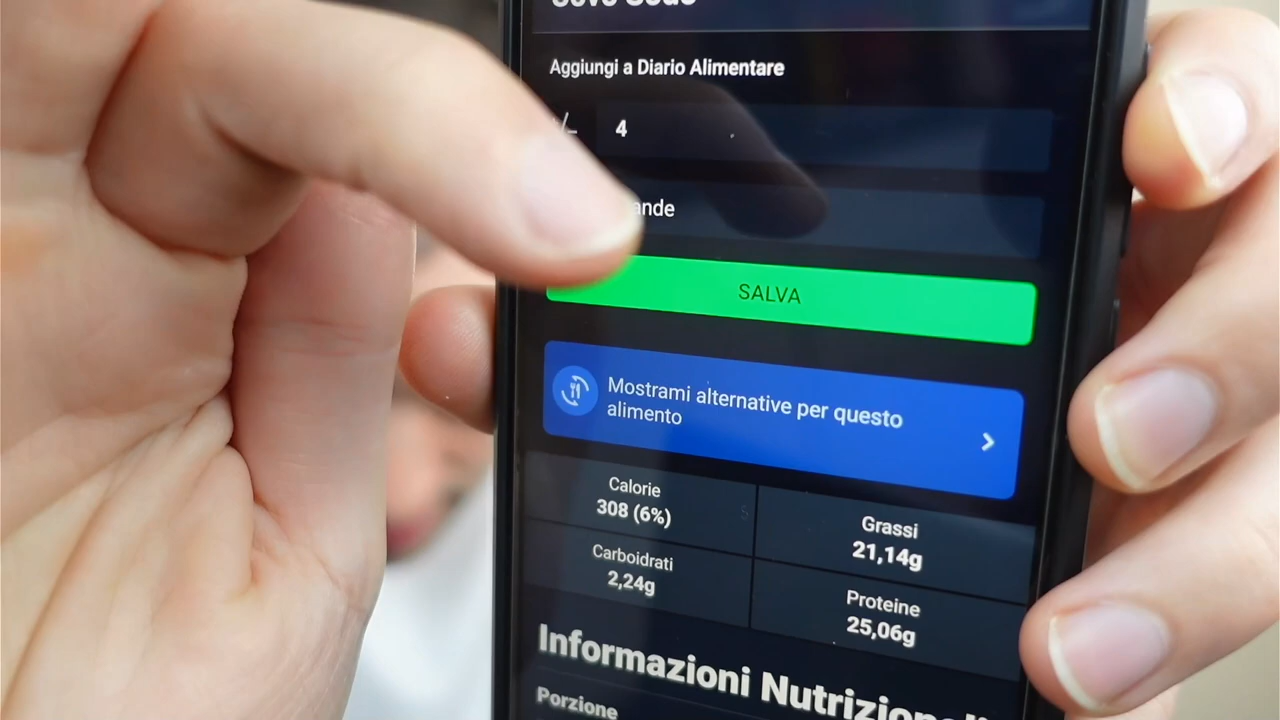 Aggiungi a Diario Alimentare
4
ande
SALVA
Mostrami alternative per questo
alimento
Calorie
308 (6%)
Grassi
21,14g
Carboidrati
2,24g
Proteine
25,06g
Informazioni
Porzione